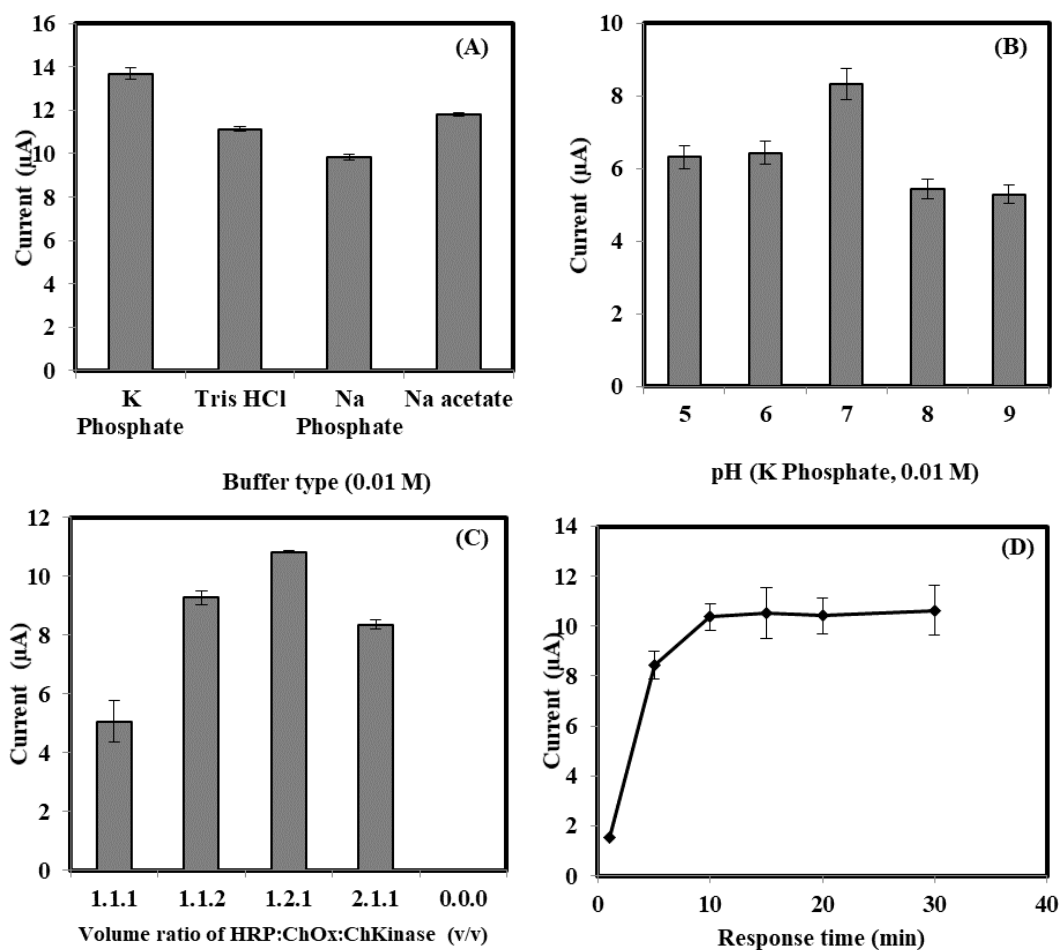 16
14
12
10
8
6
4
2
0
Current (µA)
(A)
K Phosphate
Tris HCl
Na Phosphate
Na acetate
Buffer type (0.01 M)
10
8
6
4
2
0
Current (µA)
(B)
5 6 7 8 9
pH (K Phosphate, 0.01 M)
12
10
8
6
4
2
0
Current (µA)
(C)
1.1.1 1.1.2 1.2.1 2.1.1 0.0.0
Volume ratio of HRP:ChOx:ChKinase (v/v)
14
12
10
8
6
4
2
0
Current (µA)
(D)
0 10 20 30 40
Response time (min)